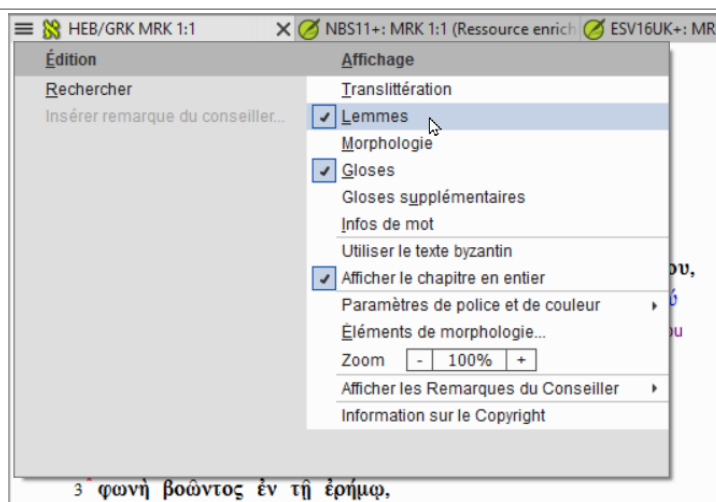 HEB/GRK MRK 1:1 NBS11+: MRK 1:1 (Ressource enrich ESV16UK+: MR
Édition Affichage
Rechercher Translittération
Insérer remarque du conseiller... Lemmes
Morphologie
Gloses
Gloses supplémentaires
Infos de mot
Utiliser le texte byzantin
ου,
Afficher le chapitre en entier
Paramètres de police et de couleur
ύ
Éléments de morphologie...
ou
Zoom - 100% +
Afficher les Remarques du Conseiller
Information sur le Copyright
3 φωνὴ βοῶντος ἐν τῇ ἐρήμῳ,